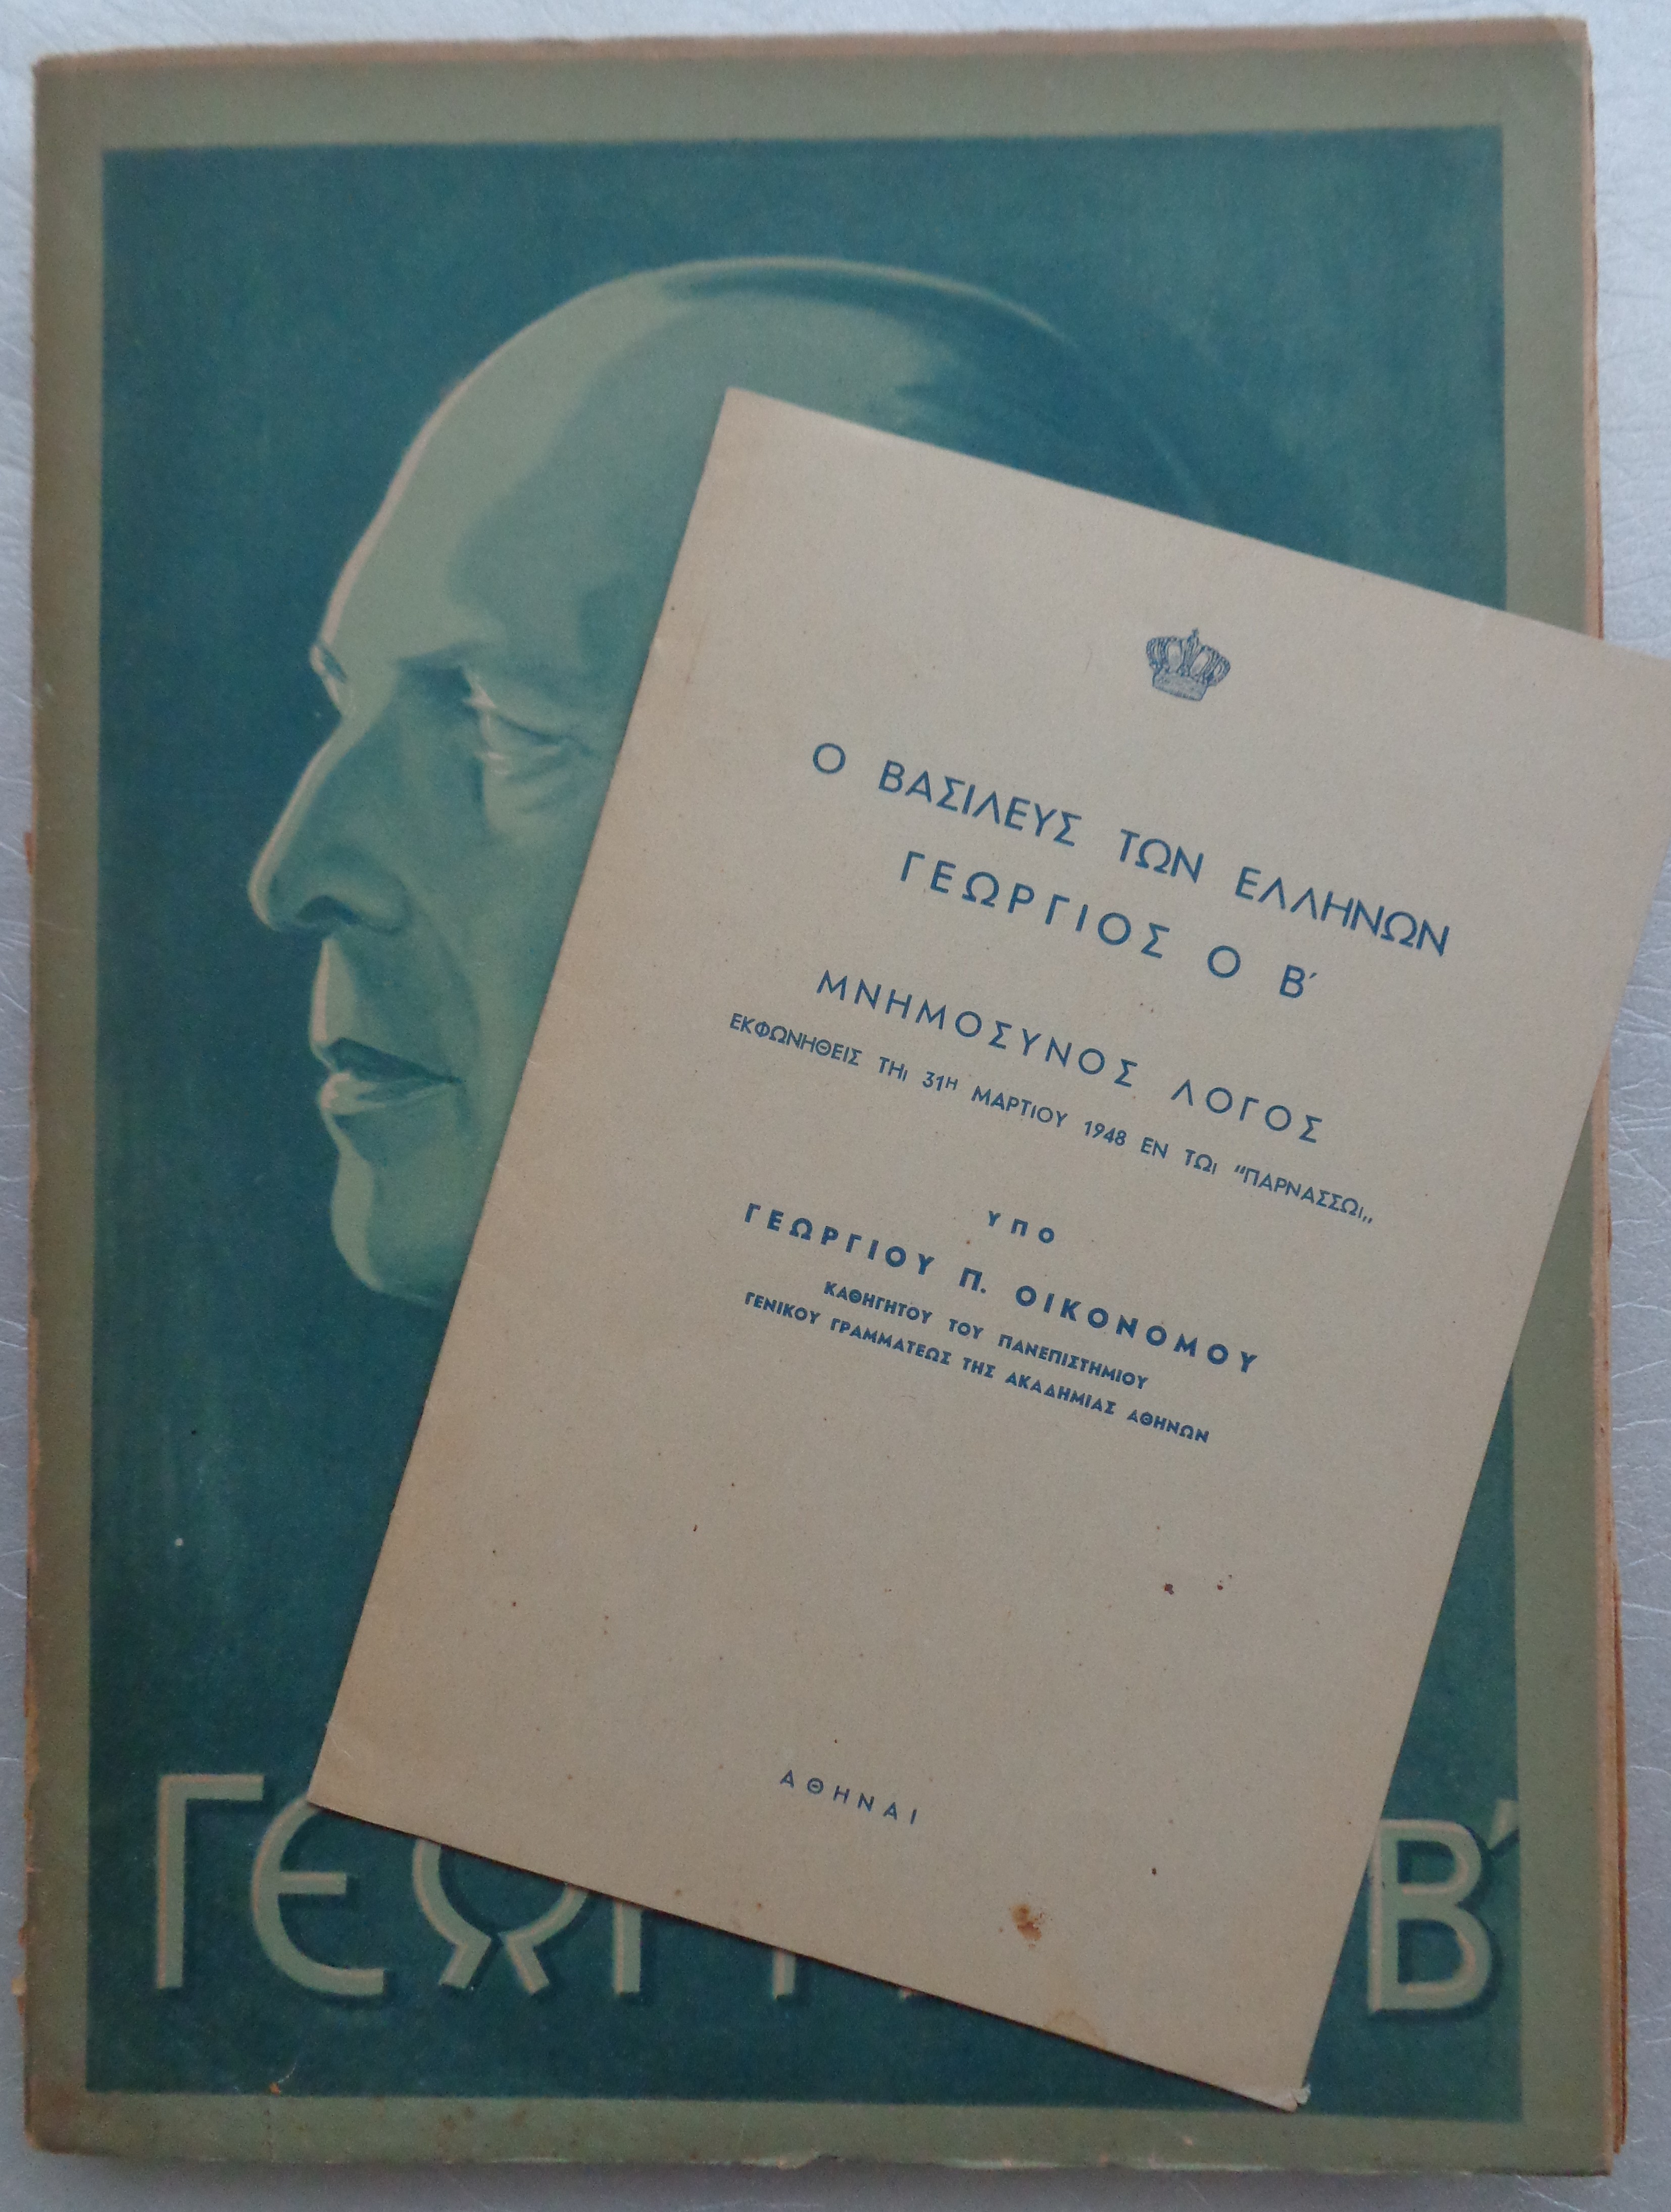 Ο ΒΑΣΙΛΕΥΣ ΤΩΝ ΕΛΛΗΝΩΝ
ΓΕΩΡΓΙΟΣ Ο Β΄
ΜΝΗΜΟΣΥΝΟΣ ΛΟΓΟΣ
ΕΚΦΩΝΗΘΕΙΣ ΤΗι 31Η ΜΑΡΤΙΟΥ 1948 ΕΝ ΤΩι "ΠΑΡΝΑΣΣΩι„
ΥΠΟ
ΓΕΩΡΓΙΟΥ Π. ΟΙΚΟΝΟΜΟΥ
ΚΑΘΗΓΗΤΟΥ ΤΟΥ ΠΑΝΕΠΙΣΤΗΜΙΟΥ
ΓΕΝΙΚΟΥ ΓΡΑΜΜΑΤΕΩΣ ΤΗΣ ΑΚΑΔΗΜΙΑΣ ΑΘΗΝΩΝ
ΑΘΗΝΑΙ
Β΄